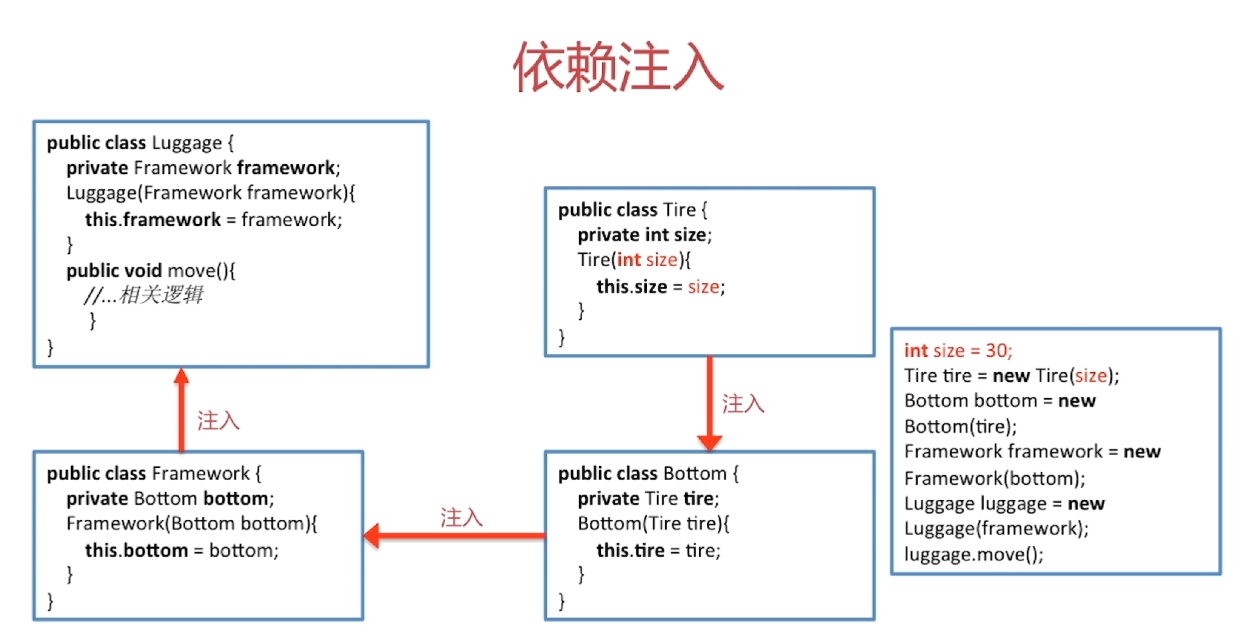 依赖注入
public class Luggage {
private Framework framework;
Luggage(Framework framework){
this.framework = framework;
}
public void move(){
//...相关逻辑
}
}
注入
public class Framework {
private Bottom bottom;
Framework(Bottom bottom){
this.bottom = bottom;
}
}
注入
public class Tire {
private int size;
Tire(int size){
this.size = size;
}
}
注入
public class Bottom {
private Tire tire;
Bottom(Tire tire){
this.tire = tire;
}
}
int size = 30;
Tire tire = new Tire(size);
Bottom bottom = new
Bottom(tire);
Framework framework = new
Framework(bottom);
Luggage luggage = new
Luggage(framework);
luggage.move();